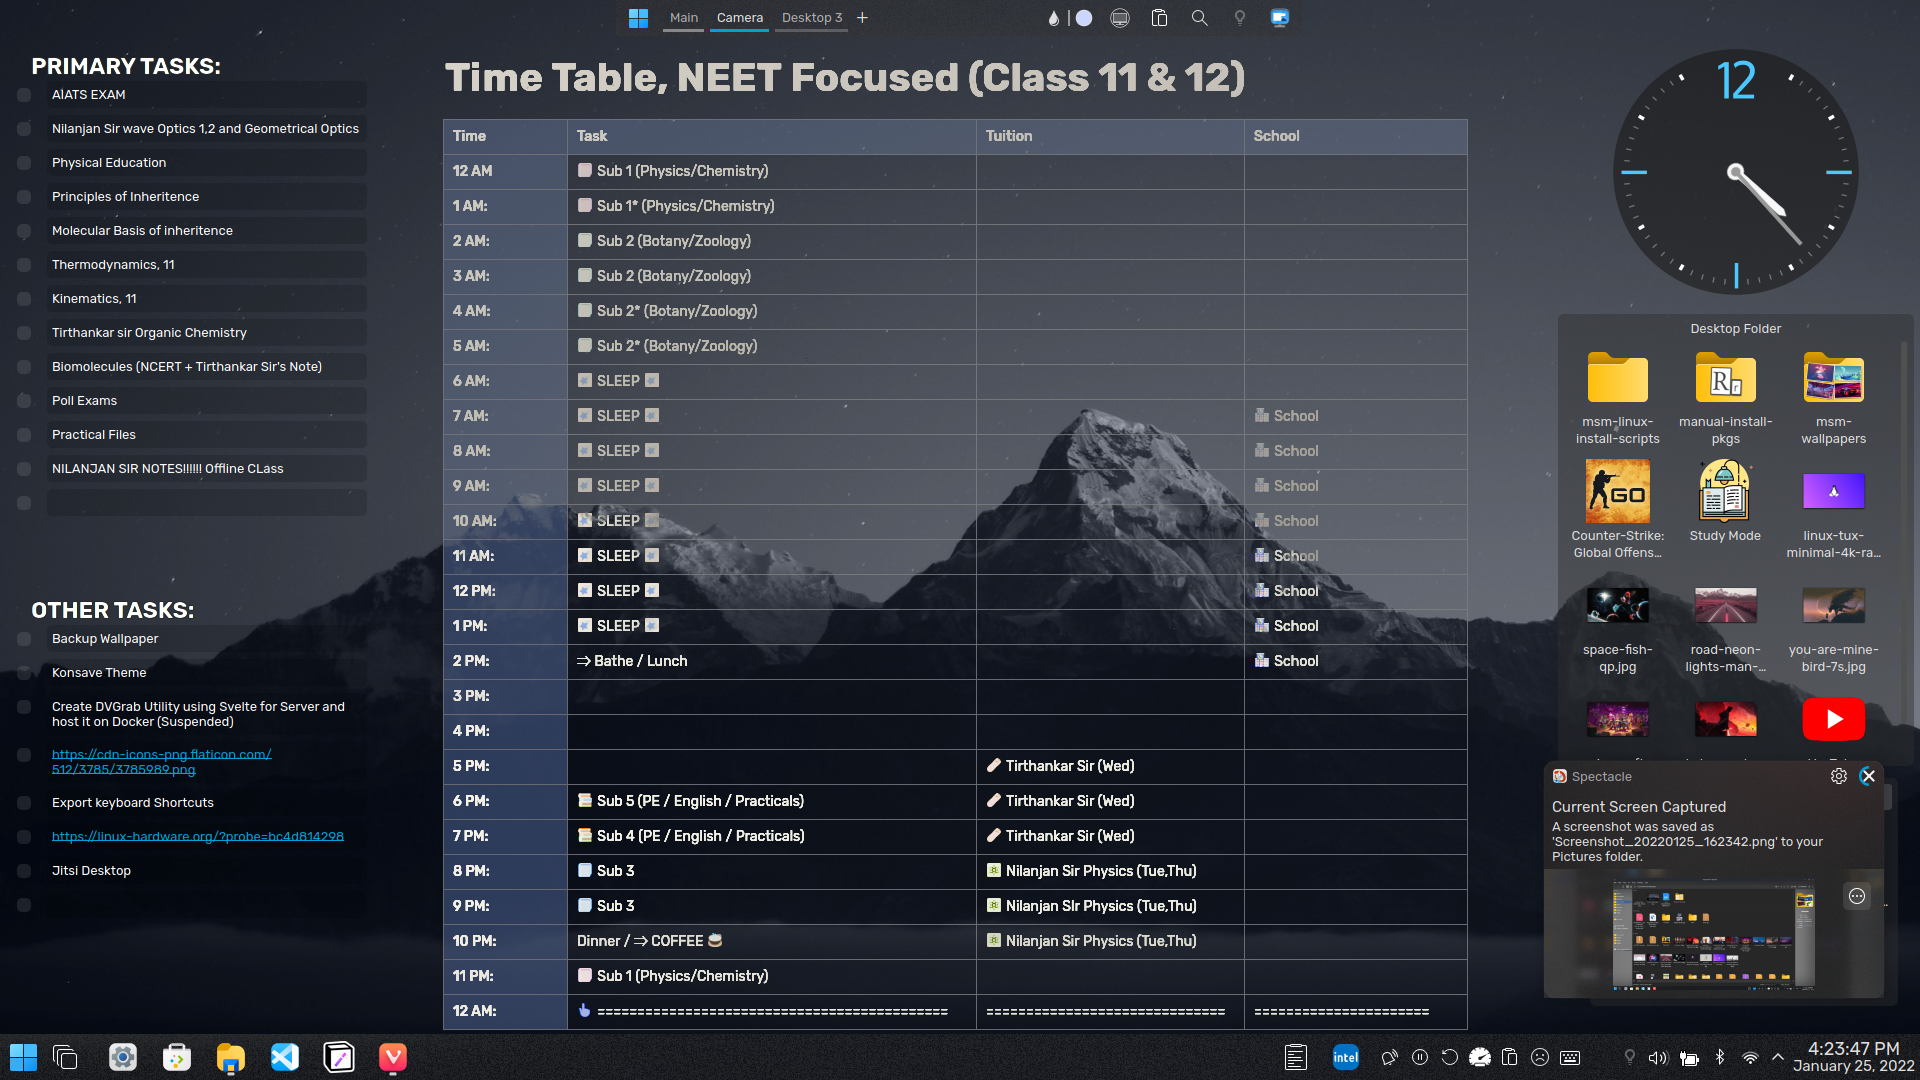 Main
Camera
Desktop 3
PRIMARY TASKS:
AIATS EXAM
Nilanjan Sir wave Optics 1,2 and Geometrical Optics
Physical Education
Principles of Inheritence
Molecular Basis of inheritence
Thermodynamics, 11
Kinematics, 11
Tirthankar sir Organic Chemistry
Biomolecules (NCERT + Tirthankar Sir's Note)
Poll Exams
Practical Files
NILANJAN SIR NOTES!!!!!! Offline CLass
OTHER TASKS:
Backup Wallpaper
Konsave Theme
Create DVGrab Utility using Svelte for Server and
host it on Docker (Suspended)
https://cdn-icons-png.flaticon.com/
512/3785/3785989.png
Export keyboard Shortcuts
https://linux-hardware.org/?probe=bc4d814298
Jitsi Desktop
Time Table, NEET Focused (Class 11 & 12)
Time Task Tuition School
12 AM Sub 1 (Physics/Chemistry)
1 AM: Sub 1* (Physics/Chemistry)
2 AM: Sub 2 (Botany/Zoology)
3 AM: Sub 2 (Botany/Zoology)
4 AM: Sub 2* (Botany/Zoology)
5 AM: Sub 2* (Botany/Zoology)
6 AM: SLEEP
7 AM: SLEEP School
8 AM: SLEEP School
9 AM: SLEEP School
10 AM: SLEEP School
11 AM: SLEEP School
12 PM: SLEEP School
1 PM: SLEEP School
2 PM: ⇒ Bathe / Lunch School
3 PM:
4 PM:
5 PM: Tirthankar Sir (Wed)
6 PM: Sub 5 (PE / English / Practicals) Tirthankar Sir (Wed)
7 PM: Sub 4 (PE / English / Practicals) Tirthankar Sir (Wed)
8 PM: Sub 3 Nilanjan Sir Physics (Tue,Thu)
9 PM: Sub 3 Nilanjan SIr Physics (Tue,Thu)
10 PM: Dinner / ⇒ COFFEE ☕ Nilanjan Sir Physics (Tue,Thu)
11 PM: Sub 1 (Physics/Chemistry)
12 AM: ============================================ ============================== ======================
12
Desktop Folder
msm-linux-
install-scripts
manual-install-
pkgs
msm-
wallpapers
GO
Counter-Strike:
Global Offens...
Study Mode
linux-tux-
minimal-4k-ra...
space-fish-
qp.jpg
road-neon-
lights-man-...
you-are-mine-
bird-7s.jpg
Spectacle
Current Screen Captured
A screenshot was saved as
'Screenshot_20220125_162342.png' to your
Pictures folder.
intel
4:23:47 PM
January 25, 2022